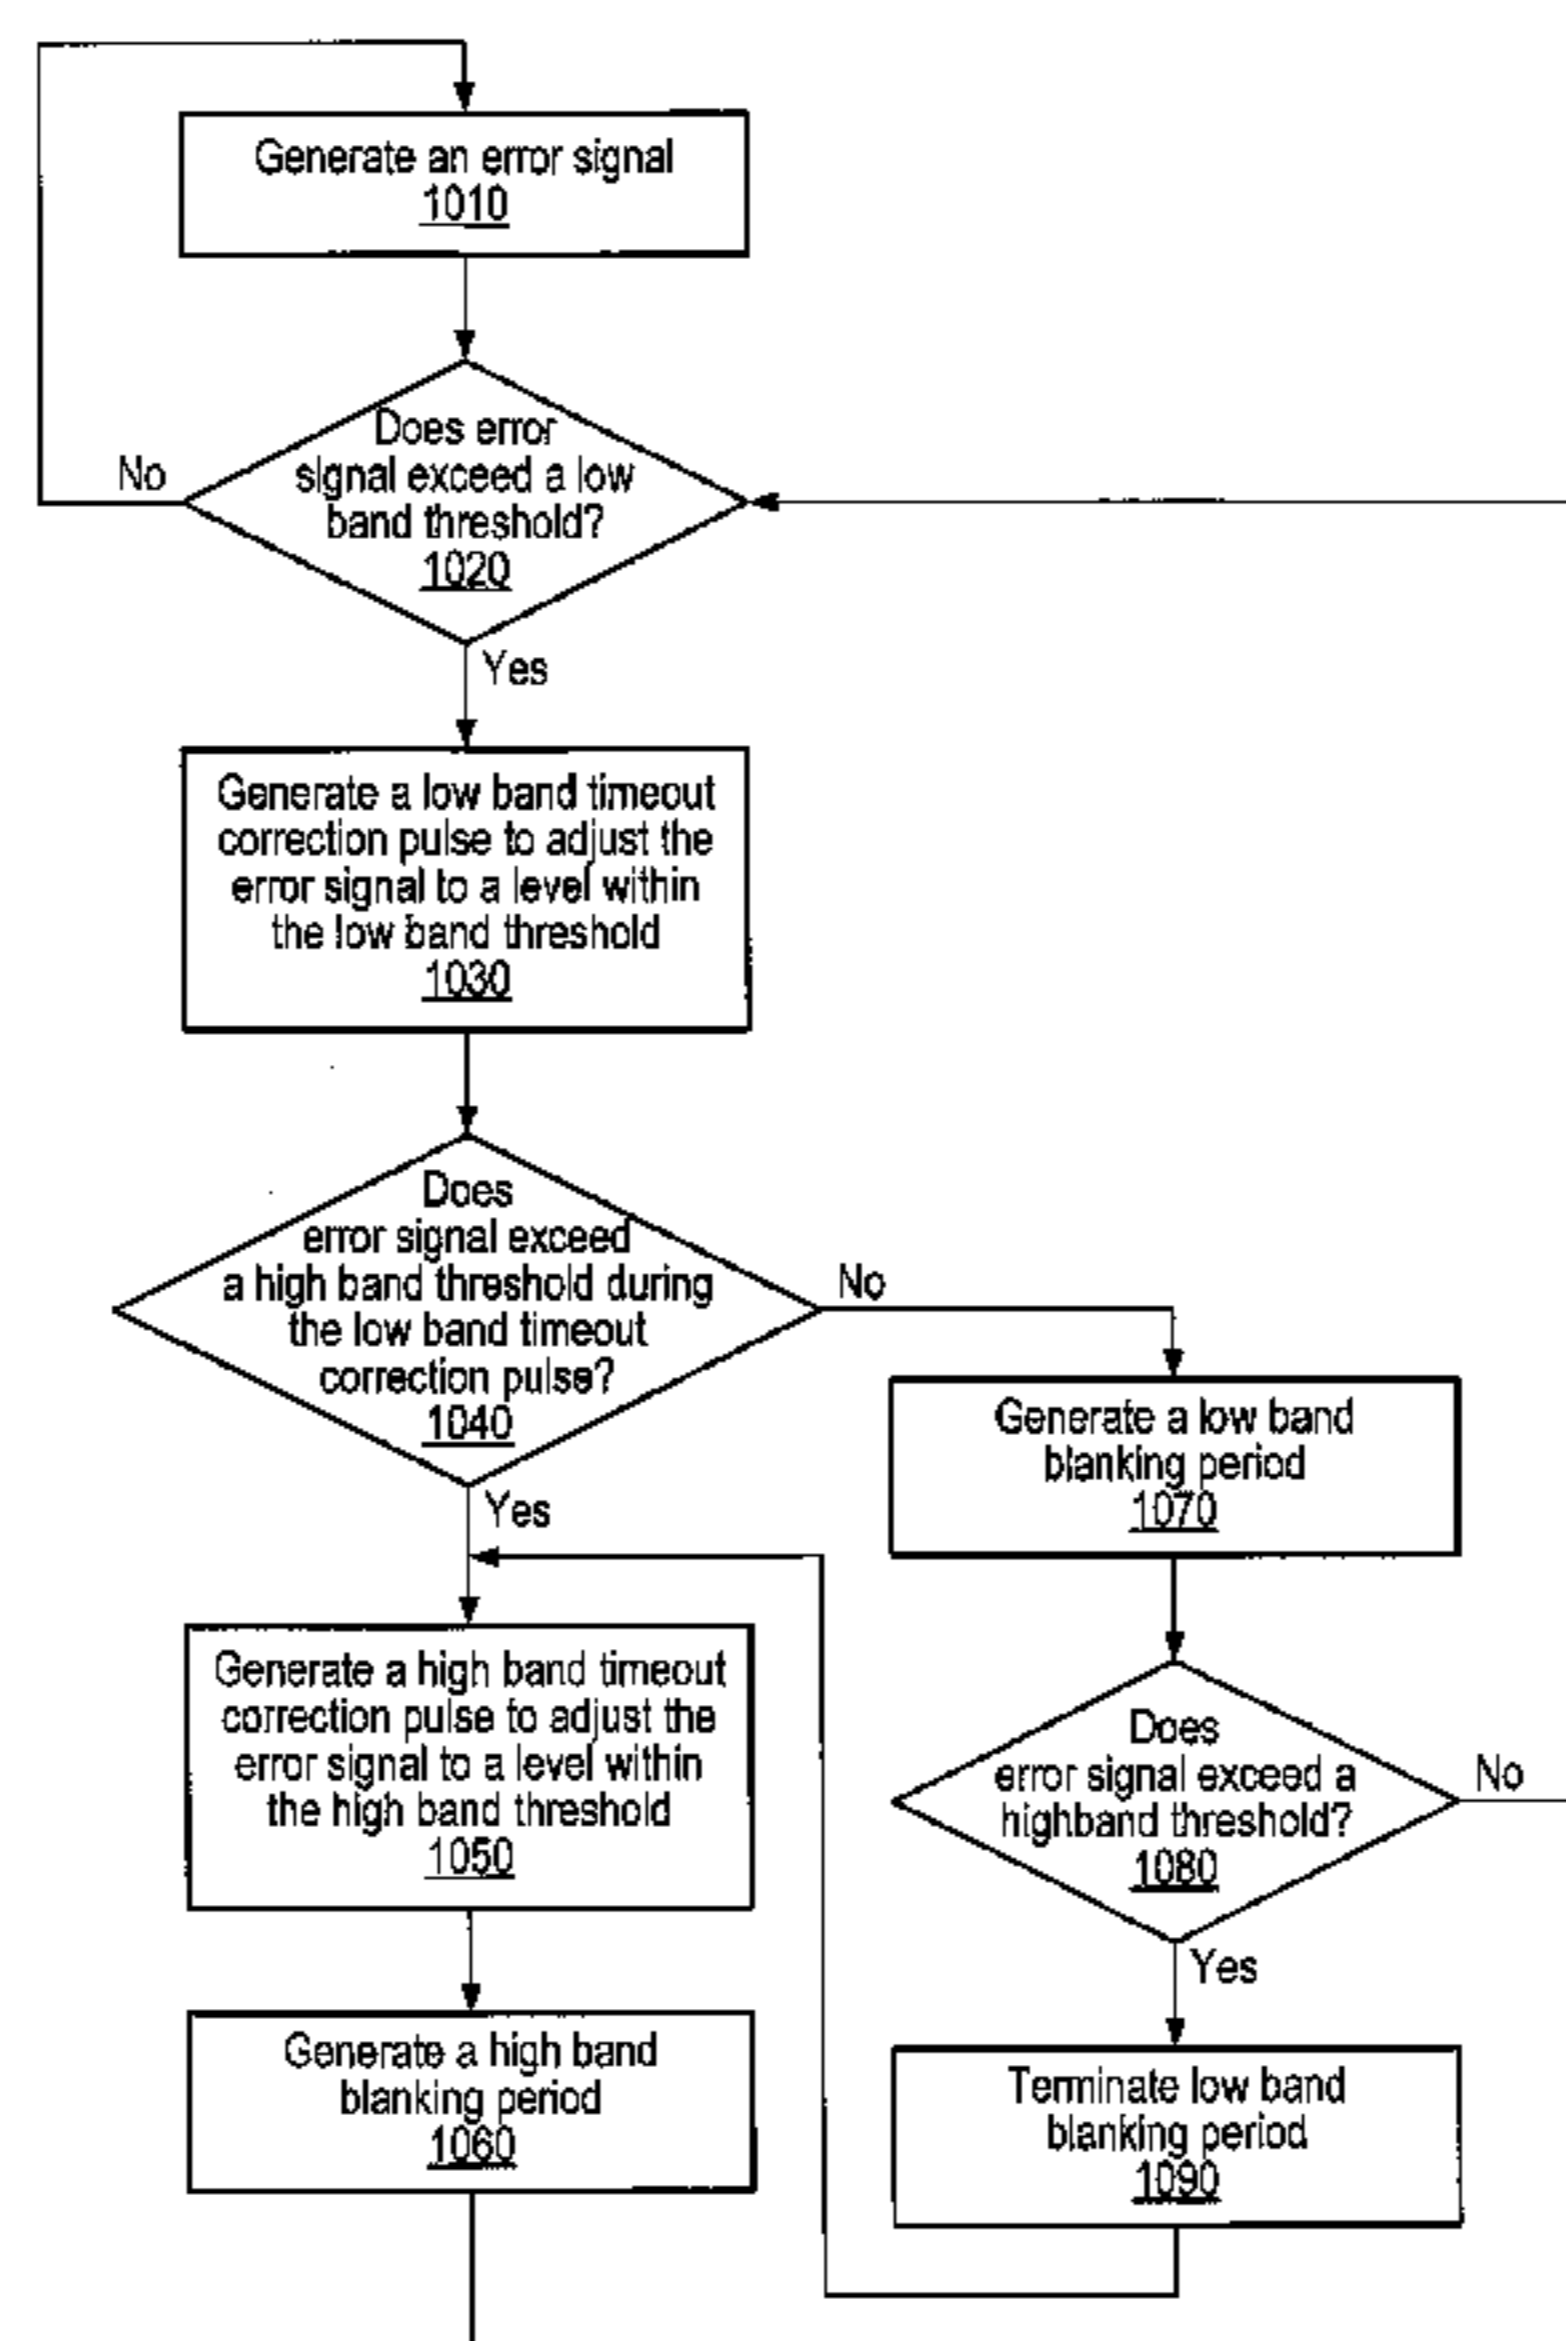 Generate an error signal
1010
Does error
signal exceed a low
band threshold?
1020
No
Yes
Generate a low band timeout
correction pulse to adjust the
error signal to a level within
the low band threshold
1030
Does
error signal exceed
a high band threshold during
the low band timeout
correction pulse?
1040
No
Yes
Generate a low band
blanking period
1070
Generate a high band timeout
correction pulse to adjust the
error signal to a level within
the high band threshold
1050
Does
error signal exceed a
highband threshold?
1080
No
Yes
Generate a high band
blanking period
1060
Terminate low band
blanking period
1090